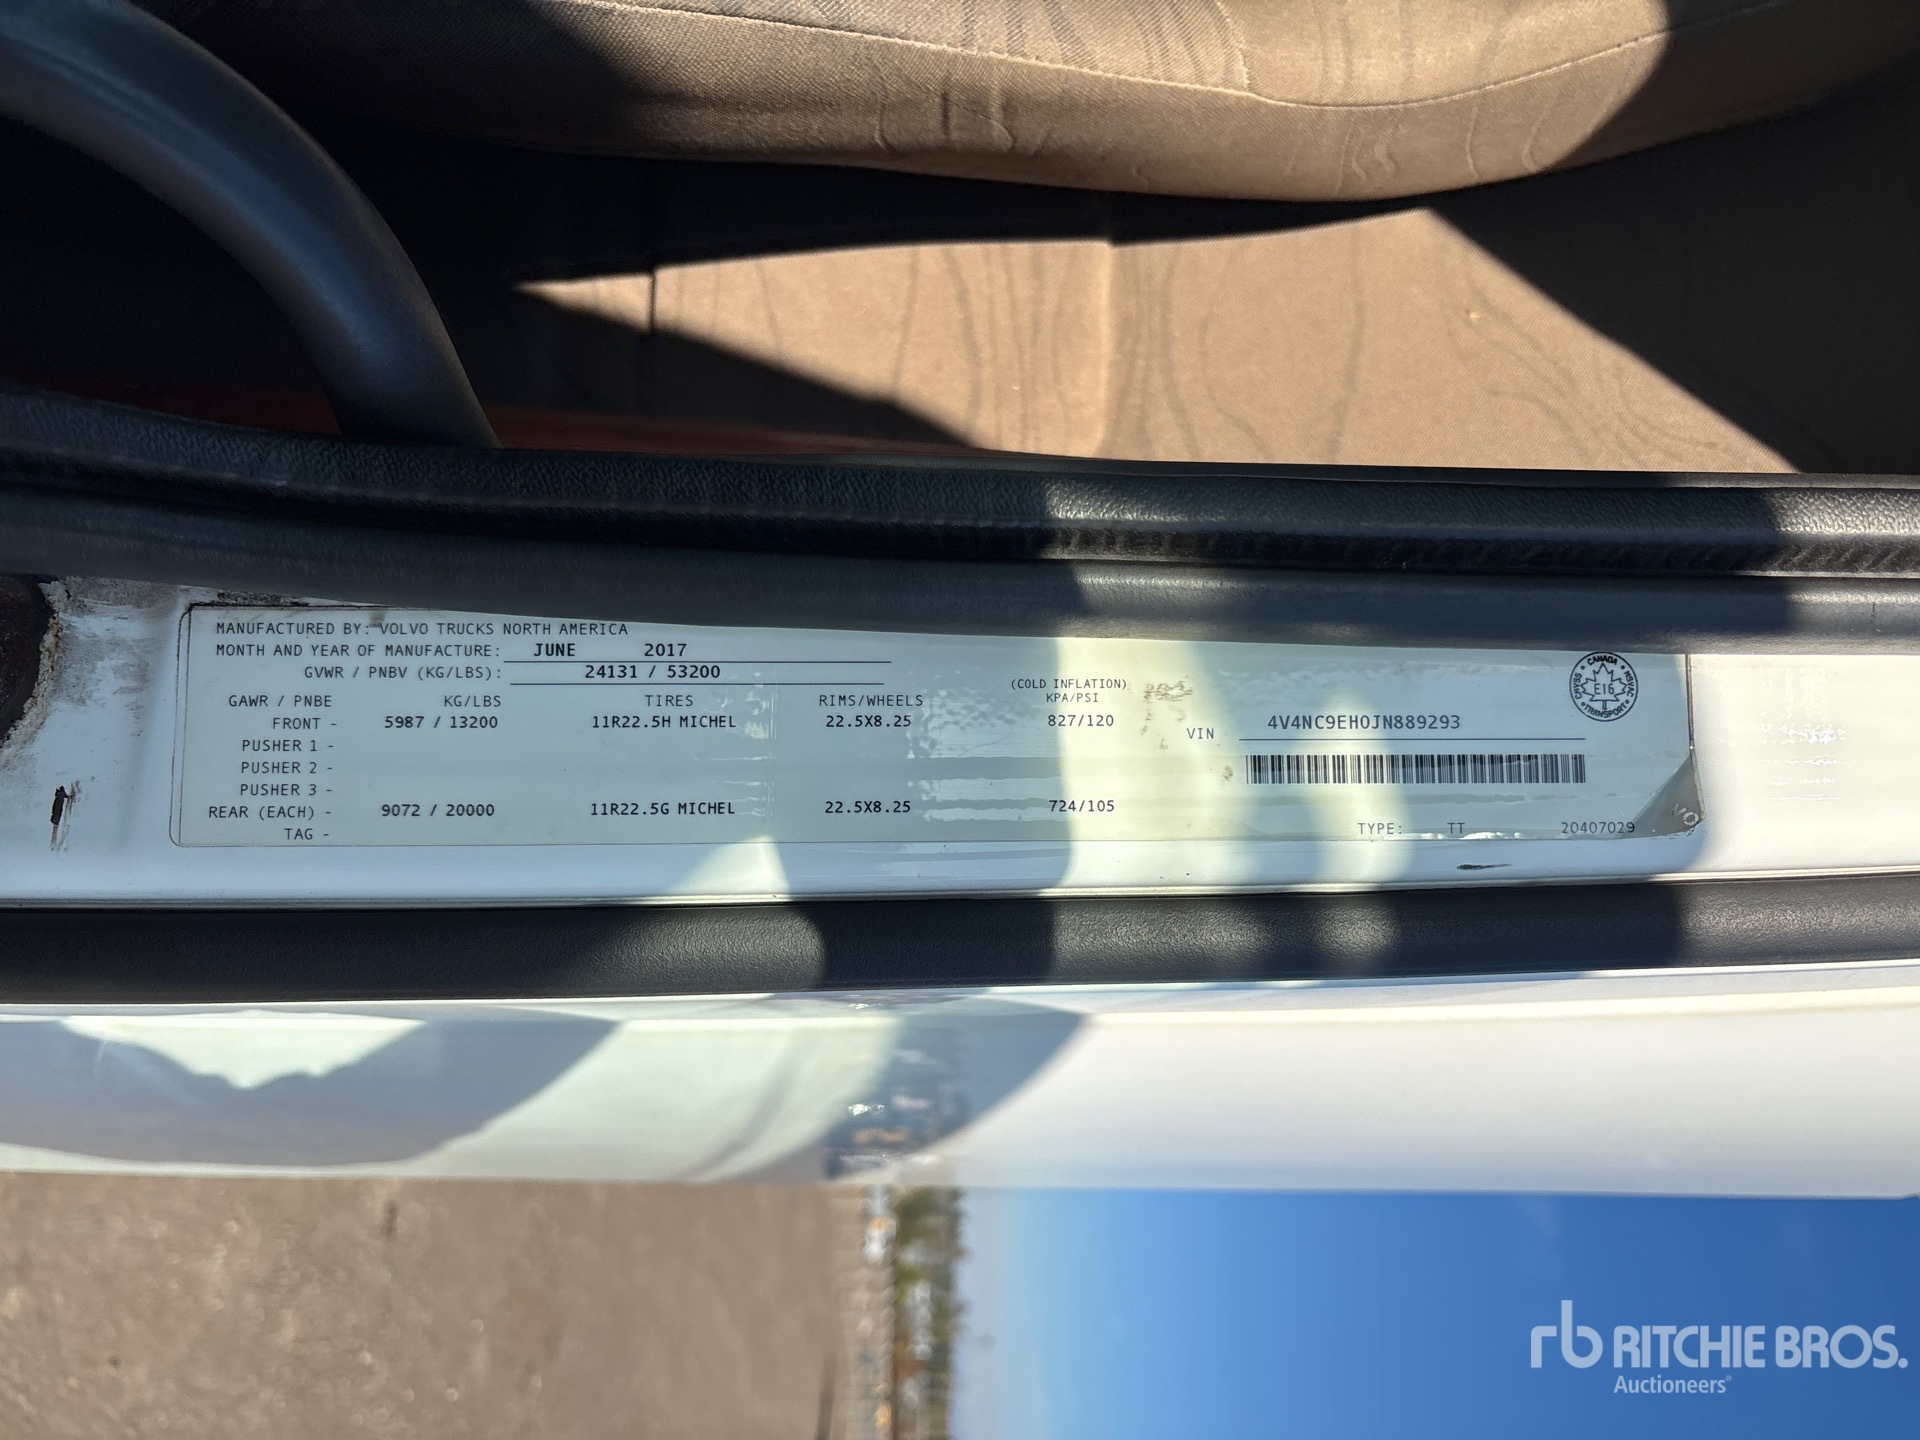 MANUFACTURED BY: VOLVO TRUCKS NORTH AMERICA
MONTH AND YEAR OF MANUFACTURE: JUNE 2017
GVWR / PNBV (KG/LBS): 24131 / 53200
GAWR / PNBE KG/LBS TIRES RIMS/WHEELS (COLD INFLATION) KPA/PSI
FRONT - 5987 / 13200 11R22.5H MICHEL 22.5X8.25 827/120
PUSHER 1 -
PUSHER 2 -
PUSHER 3 -
REAR (EACH) - 9072 / 20000 11R22.5G MICHEL 22.5X8.25 724/105
TAG -
VIN 4V4NC9EH0JN889293
TYPE: TT 20407029
CANADA
NSVAC
E16
CMVSS
TRANSPORT
rb RITCHIE BROS.
Auctioneers